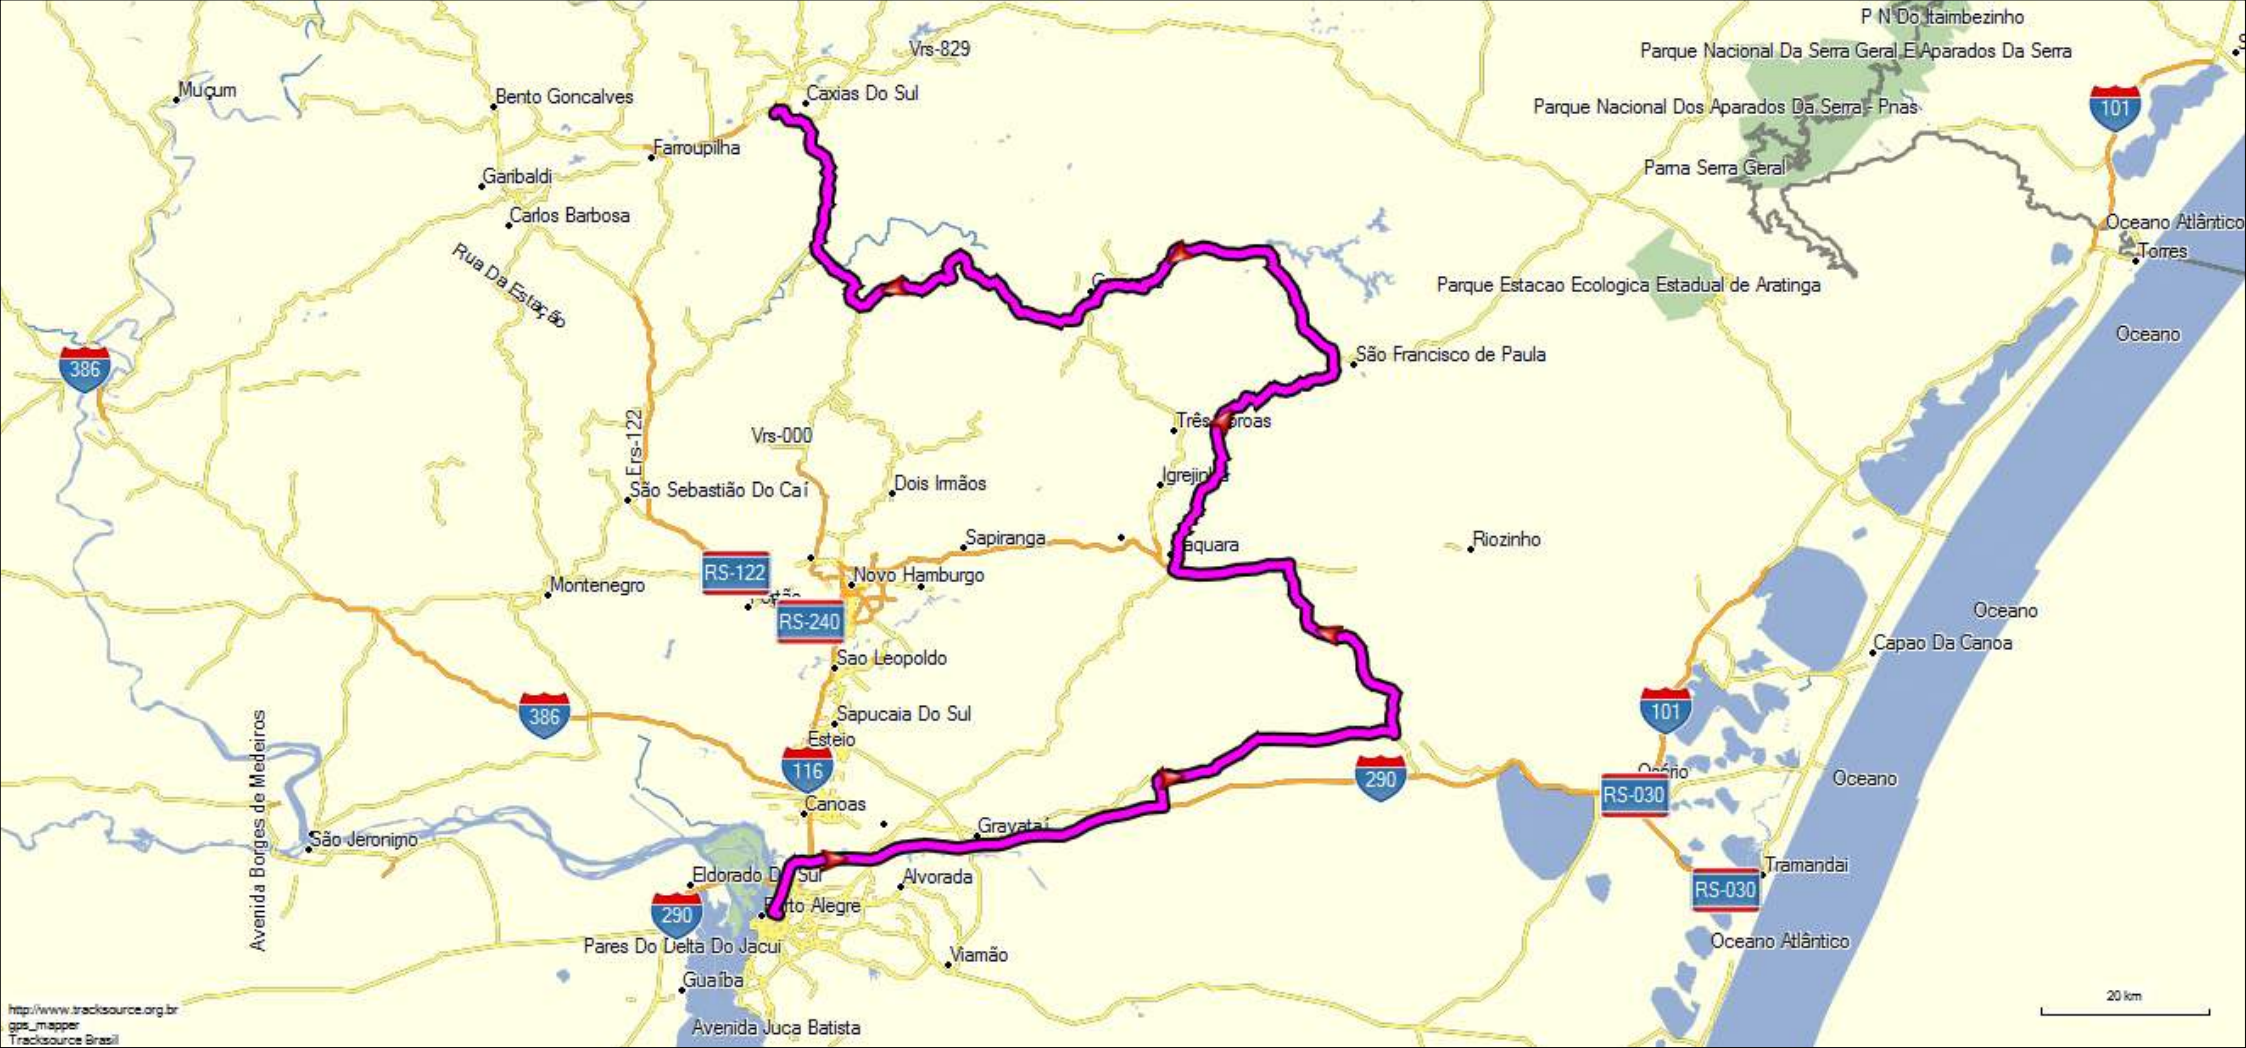 P N Do Itaimbezinho
Vrs-829
Parque Nacional Da Serra Geral E Aparados Da Serra
Muçum
Bento Goncalves
Caxias Do Sul
Parque Nacional Dos Aparados Da Serra - Pnas
101
Farroupilha
Parna Serra Geral
Garibaldi
Carlos Barbosa
Oceano Atlântico
Torres
Rua Da Estação
Parque Estacao Ecologica Estadual de Aratinga
Oceano
386
São Francisco de Paula
Três
oroas
Ers-122
Vrs-000
São Sebastião Do Caí
Dois Irmãos
Sapiranga
aquara
Riozinho
RS-122
Montenegro
Novo Hamburgo
RS-240
Oceano
Capao Da Canoa
Sao Leopoldo
386
Sapucaia Do Sul
101
Esteio
116
290
Oceano
RS-030
Canoas
Gravataí
Avenida Borges de Medeiros
São Jeronimo
Eldorado D Sul
Alvorada
Tramandai
RS-030
290
rto Alegre
Pares Do Delta Do Jacui
Viamão
Oceano Atlântico
Guaíba
Avenida Juca Batista
http://www.tracksource.org.br
gps_mapper
Tracksource Brasil
20 km